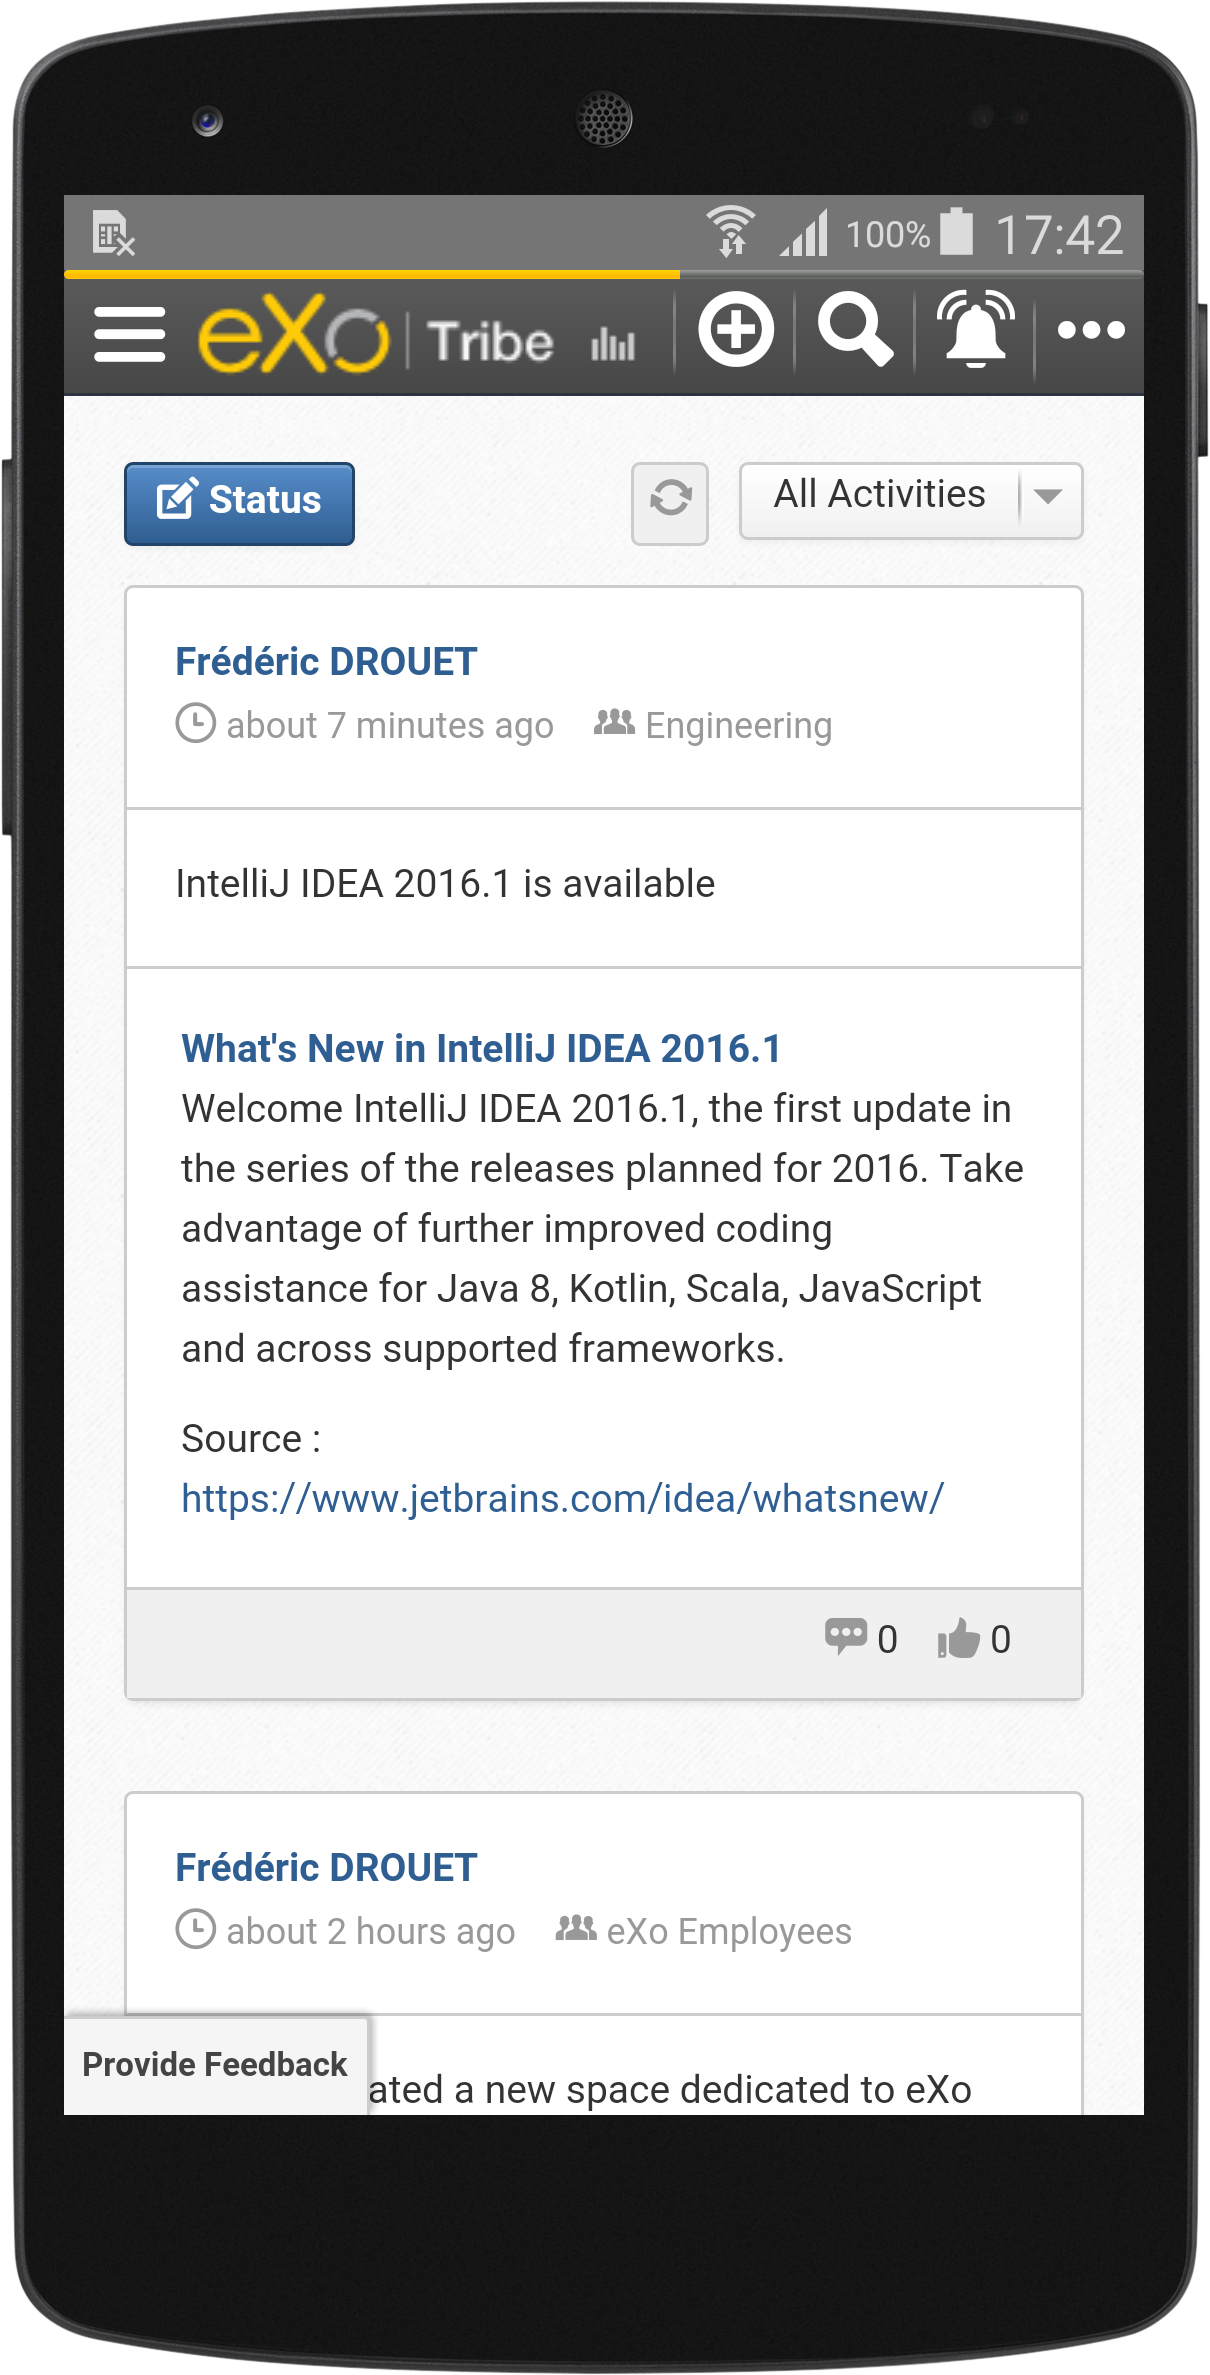 100% 17:42
eXo Tribe
Status
All Activities
Frédéric DROUET
about 7 minutes ago Engineering
IntelliJ IDEA 2016.1 is available
What's New in IntelliJ IDEA 2016.1
Welcome IntelliJ IDEA 2016.1, the first update in
the series of the releases planned for 2016. Take
advantage of further improved coding
assistance for Java 8, Kotlin, Scala, JavaScript
and across supported frameworks.
Source :
https://www.jetbrains.com/idea/whatsnew/
0 0
Frédéric DROUET
about 2 hours ago eXo Employees
Provide Feedback
ated a new space dedicated to eXo